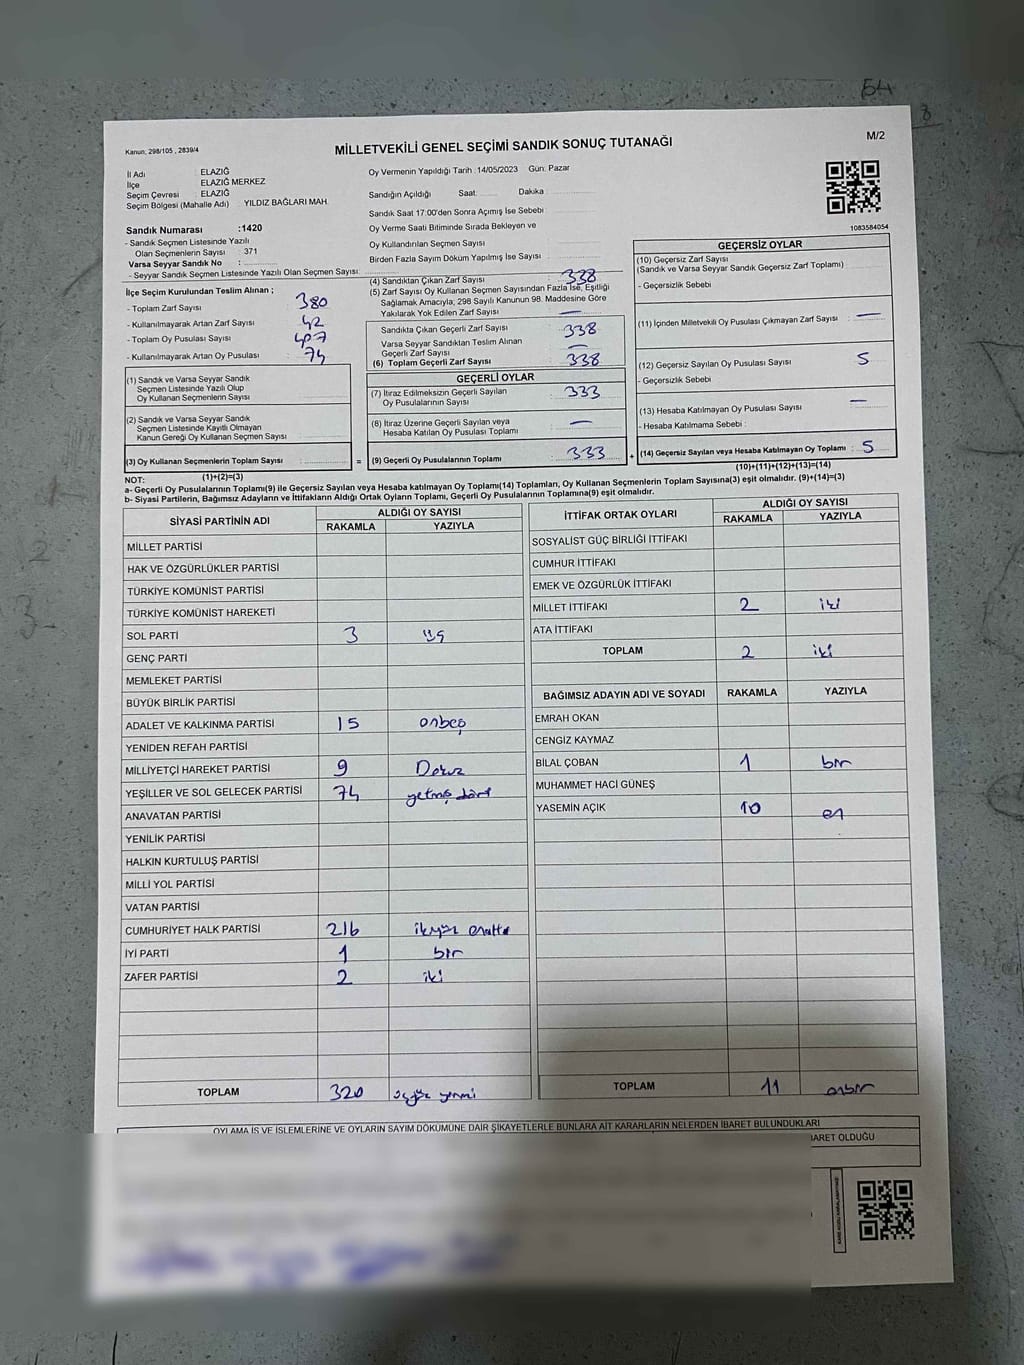 64
8
Kanun, 298/105 , 2839/4
MİLLETVEKİLİ GENEL SEÇİMİ SANDIK SONUÇ TUTANAĞI
M/2
İl Adı : ELAZIĞ
İlçe : ELAZIĞ MERKEZ
Seçim Çevresi : ELAZIĞ
Seçim Bölgesi (Mahalle Adı) : YILDIZ BAĞLARI MAH.
Oy Vermenin Yapıldığı Tarih : 14/05/2023 Gün: Pazar
Sandığın Açıldığı Saat: Dakika :
Sandık Saat 17.00'den Sonra Açımış İse Sebebi :
Oy Verme Saati Bitiminde Sırada Bekleyen ve
Oy Kullandırılan Seçmen Sayısı
Birden Fazla Sayım Döküm Yapılmış İse Sayısı :
1083584054
Sandık Numarası :1420
- Sandık Seçmen Listesinde Yazılı
Olan Seçmenlerin Sayısı : 371
Varsa Seyyar Sandık No :
- Seyyar Sandık Seçmen Listesinde Yazılı Olan Seçmen Sayısı:
İlçe Seçim Kurulundan Teslim Alınan ;
- Toplam Zarf Sayısı : 380
- Kullanılmayarak Artan Zarf Sayısı : 42
- Toplam Oy Pusulası Sayısı : 407
- Kullanılmayarak Artan Oy Pusulası : 74
(1) Sandık ve Varsa Seyyar Sandık
Seçmen Listesinde Yazılı Olup
Oy Kullanan Seçmenlerin Sayısı :
(2) Sandık ve Varsa Seyyar Sandık
Seçmen Listesinde Kayıtlı Olmayan
Kanun Gereği Oy Kullanan Seçmen Sayısı :
(3) Oy Kullanan Seçmenlerin Toplam Sayısı :
(1)+(2)=(3)
(4) Sandıktan Çıkan Zarf Sayısı : 338
(5) Zarf Sayısı Oy Kullanan Seçmen Sayısından Fazla İse, Eşitliği
Sağlamak Amacıyla; 298 Sayılı Kanunun 98. Maddesine Göre
Yakılarak Yok Edilen Zarf Sayısı : —
Sandıkta Çıkan Geçerli Zarf Sayısı : 338
Varsa Seyyar Sandıktan Teslim Alınan
Geçerli Zarf Sayısı : —
(6) Toplam Geçerli Zarf Sayısı : 338
GEÇERLİ OYLAR
(7) İtiraz Edilmeksizin Geçerli Sayılan
Oy Pusulalarının Sayısı : 333
(8) İtiraz Üzerine Geçerli Sayılan veya
Hesaba Katılan Oy Pusulası Toplamı : —
= (9) Geçerli Oy Pusulalarının Toplamı : 333 +
GEÇERSİZ OYLAR
(10) Geçersiz Zarf Sayısı
(Sandık ve Varsa Seyyar Sandık Geçersiz Zarf Toplamı) :
- Geçersizlik Sebebi
(11) İçinden Milletvekili Oy Pusulası Çıkmayan Zarf Sayısı : —
(12) Geçersiz Sayılan Oy Pusulası Sayısı : 5
- Geçersizlik Sebebi
(13) Hesaba Katılmayan Oy Pusulası Sayısı : —
- Hesaba Katılmama Sebebi :
(14) Geçersiz Sayılan veya Hesaba Katılmayan Oy Toplamı : 5
(10)+(11)+(12)+(13)=(14)
NOT:
a- Geçerli Oy Pusulalarının Toplamı(9) ile Geçersiz Sayılan veya Hesaba Katılmayan Oy Toplamı(14) Toplamları, Oy Kullanan Seçmenlerin Toplam Sayısına(3) eşit olmalıdır. (9)+(14)=(3)
b- Siyasi Partilerin, Bağımsız Adayların ve İttifakların Aldığı Ortak Oyların Toplamı, Geçerli Oy Pusulalarının Toplamına(9) eşit olmalıdır.
SİYASİ PARTİNİN ADI
ALDIĞI OY SAYISI
RAKAMLA YAZIYLA
MİLLET PARTİSİ
HAK VE ÖZGÜRLÜKLER PARTİSİ
TÜRKİYE KOMÜNİST PARTİSİ
TÜRKİYE KOMÜNİST HAREKETİ
SOL PARTİ 3 üç
GENÇ PARTİ
MEMLEKET PARTİSİ
BÜYÜK BİRLİK PARTİSİ
ADALET VE KALKINMA PARTİSİ 15 onbeş
YENİDEN REFAH PARTİSİ
MİLLİYETÇİ HAREKET PARTİSİ 9 Dokuz
YEŞİLLER VE SOL GELECEK PARTİSİ 74 yetmiş dört
ANAVATAN PARTİSİ
YENİLİK PARTİSİ
HALKIN KURTULUŞ PARTİSİ
MİLLİ YOL PARTİSİ
VATAN PARTİSİ
CUMHURİYET HALK PARTİSİ 216 ikiyüz onaltı
İYİ PARTİ 1 bir
ZAFER PARTİSİ 2 iki
TOPLAM 320 üçyüz yirmi
İTTİFAK ORTAK OYLARI
ALDIĞI OY SAYISI
RAKAMLA YAZIYLA
SOSYALİST GÜÇ BİRLİĞİ İTTİFAKI
CUMHUR İTTİFAKI
EMEK VE ÖZGÜRLÜK İTTİFAKI
MİLLET İTTİFAKI 2 iki
ATA İTTİFAKI
TOPLAM 2 iki
BAĞIMSIZ ADAYIN ADI VE SOYADI RAKAMLA YAZIYLA
EMRAH OKAN
CENGİZ KAYMAZ
BİLAL ÇOBAN 1 bir
MUHAMMET HACİ GÜNEŞ
YASEMİN AÇIK 10 on
TOPLAM 11 onbir
OYLAMA İŞ VE İŞLEMLERİNE VE OYLARIN SAYIM DÖKÜMÜNE DAİR ŞİKAYETLERLE BUNLARA AİT KARARLARIN NELERDEN İBARET BULUNDUKLARI
BARET OLDUĞU